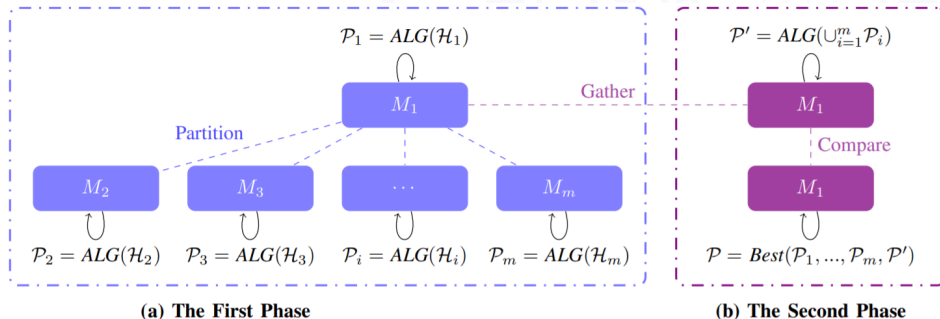 𝒫₁ = ALG(ℋ₁)
M₁
Partition
M₂ M₃ ··· Mₘ
𝒫₂ = ALG(ℋ₂) 𝒫₃ = ALG(ℋ₃) 𝒫ᵢ = ALG(ℋᵢ) 𝒫ₘ = ALG(ℋₘ)
(a) The First Phase
Gather
𝒫′ = ALG(∪ᵢ₌₁ᵐ 𝒫ᵢ)
M₁
Compare
M₁
𝒫 = Best(𝒫₁, ..., 𝒫ₘ, 𝒫′)
(b) The Second Phase